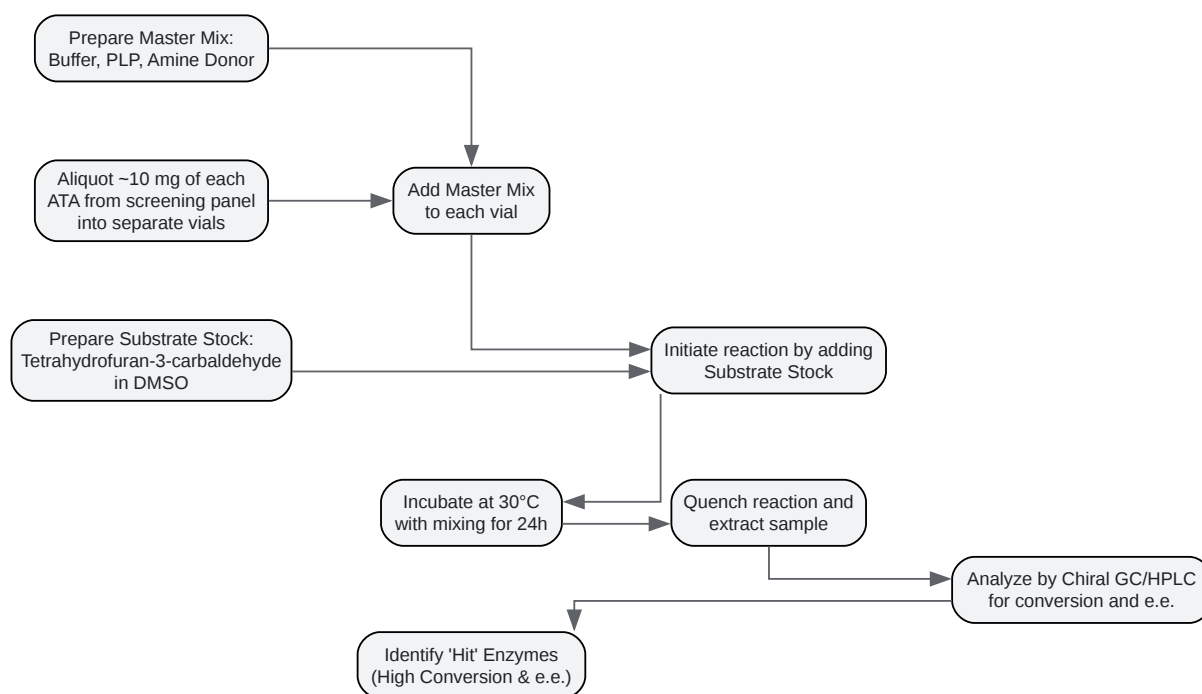 Prepare Master Mix:
Buffer, PLP, Amine Donor
Aliquot ~10 mg of each
ATA from screening panel
into separate vials
Add Master Mix
to each vial
Prepare Substrate Stock:
Tetrahydrofuran-3-carbaldehyde
in DMSO
Initiate reaction by adding
Substrate Stock
Incubate at 30°C
with mixing for 24h
Quench reaction and
extract sample
Analyze by Chiral GC/HPLC
for conversion and e.e.
Identify 'Hit' Enzymes
(High Conversion & e.e.)